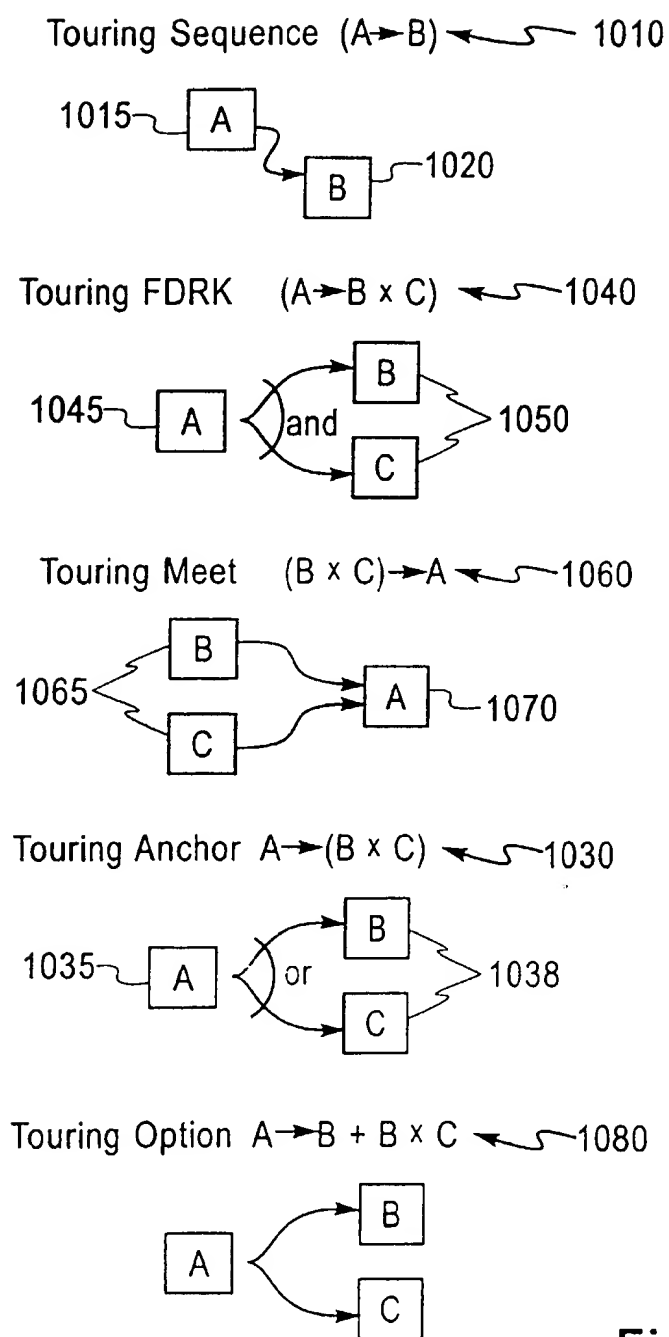 Touring Sequence (A→B) 1010
1015 A
B 1020
Touring FDRK (A→B x C) 1040
B
1045 A and 1050
C
Touring Meet (B x C)→A 1060
B
1065 A 1070
C
Touring Anchor A→(B x C) 1030
B
1035 A or 1038
C
Touring Option A→B + B x C 1080
B
A
C